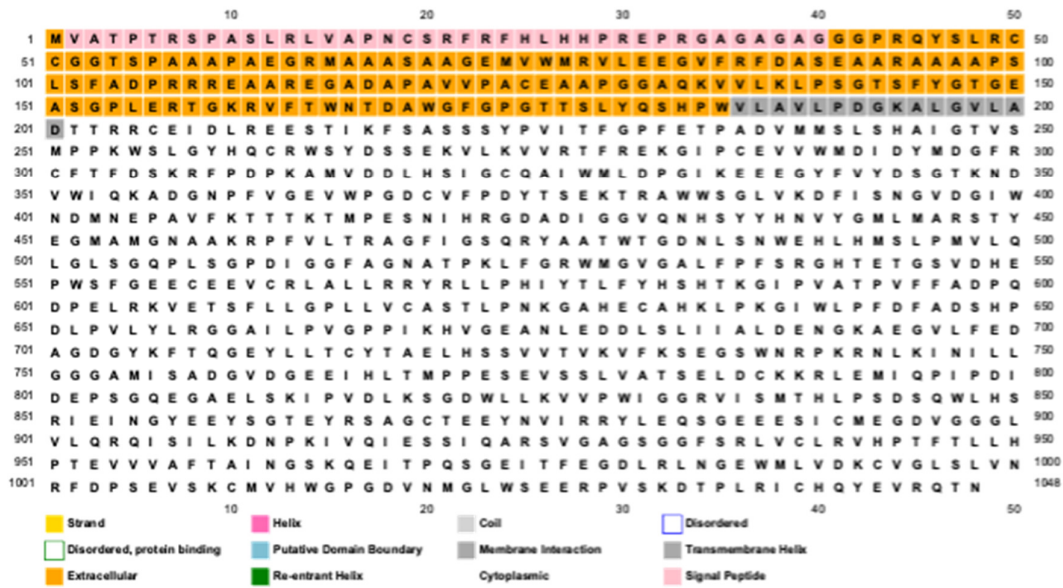 10 20 30 40 50
1 M V A T P T R S P A S L R L V A P N C S R F R F H L H H P R E P R G A G A G A G G G P R Q Y S L R C 50
51 C G G T S P A A A P A E G R M A A A S A A G E M V W M R V L E E G V F R F D A S E A A R A A A A P S 100
101 L S F A D P R R R E A G A D A P A V V P A C E A A P G G A Q K V V L K L P S G T S F Y G T G E 150
151 A S G P L E R T G K R V F T W N T D A W G F G P G T T S L Y Q S H P W V L A V L P D G K A L G V L A 200
201 D T T R R C E I D L R E E S T I K F S A S S S Y P V I T F G P F E T P A D V M M S L S H A I G T V S 250
251 M P P K W S L G Y H Q C R W S Y D S S E K V L K V V R T F R E K G I P C E V V W M D I D Y M D G F R 300
301 C F T F D S K R F P D P K A M V D D L H S I G C Q A I W M L D P G I K E E E G Y F V Y D S G T K N D 350
351 V W I Q K A D G N P F V G E V W P G D C V F P D Y T S E K T R A W W S G L V K D F I S N G V D G I W 400
401 N D M N E P A V F K T T T K T M P E S N I H R G D A D I G G V Q N H S Y Y H N V Y G M L M A R S T Y 450
451 E G M A M G N A A K R P F V L T R A G F I G S Q R Y A A T W T G D N L S N W E H L H M S L P M V L Q 500
501 L G L S G Q P L S G P D I G G F A G N A T P K L F G R W M G V G A L F P F S R G H T E T G S V D H E 550
551 P W S F G E E C E E V C R L A L L R R Y R L L P H I Y T L F Y H S H T K G I P V A T P V F F A D P Q 600
601 D P E L R K V E T S F L L G P L L V C A S T L P N K G A H E C A H K L P K G I W L P F D F A D S H P 650
651 D L P V L Y L R G G A I L P V G P P I K H V G E A N L E D D L S L I I A L D E N G K A E G V L F E D 700
701 A G D G Y K F T Q G E Y L L T C Y T A E L H S S V V T V K V F K S E G S W N R P K R N L K I N I L L 750
751 G G G A M I S A D G V D G E E I H L T M P P E S E V S S L V A T S E L D C K K R L E M I Q P I P D I 800
801 D E P S G Q E G A E L S K I P V D L K S G D W L L K V V P W I G G R V I S M T H L P S D S Q W L H S 850
851 R I E I N G Y E E Y S G T E Y R S A G C T E E Y N V I R R Y L E Q S G E E E S I C M E G D V G G G L 900
901 V L Q R Q I S I L K D N P K I V Q I E S S I Q A R S V G A G S G G F S R L V C L R V H P T F T L L H 950
951 P T E V V V A F T A I N G S K Q E I T P Q S G E I T F E G D L R L N G E W M L V D K C V G L S L V N 1000
1001 R F D P S E V S K C M V H W G P G D V N M G L W S E E R P V S K D T P L R I C H Q Y E V R Q T N 1048
10 20 30 40 50
Strand Helix Coil Disordered
Disordered, protein binding Putative Domain Boundary Membrane Interaction Transmembrane Helix
Extracellular Re-entrant Helix Cytoplasmic Signal Peptide